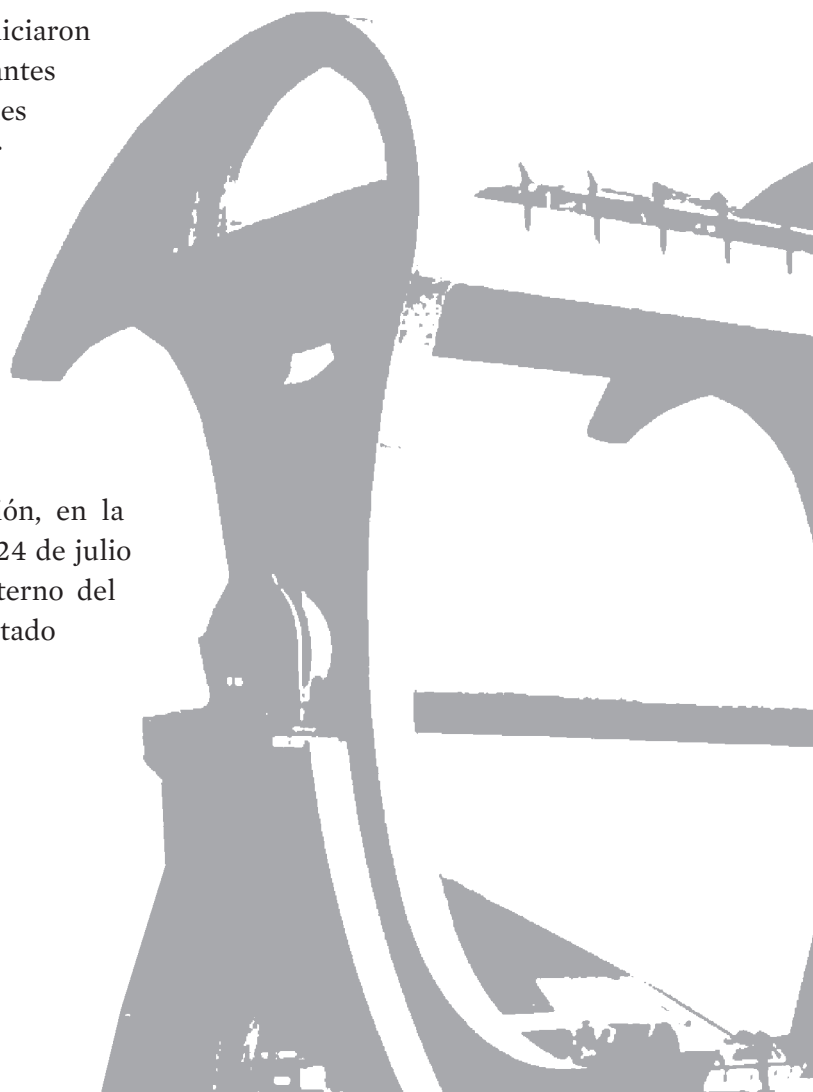 iciaron
antes
es
ón, en la
24 de julio
terno del
tado